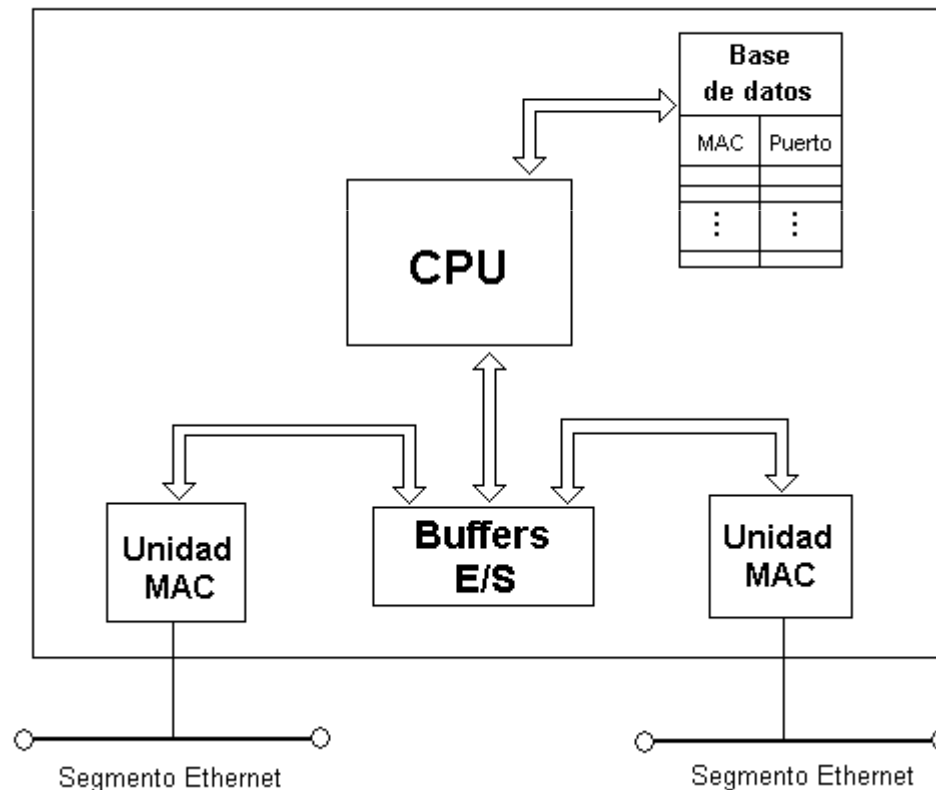 Base
de datos
MAC Puerto
CPU
Unidad
MAC
Buffers
E/S
Unidad
MAC
Segmento Ethernet
Segmento Ethernet